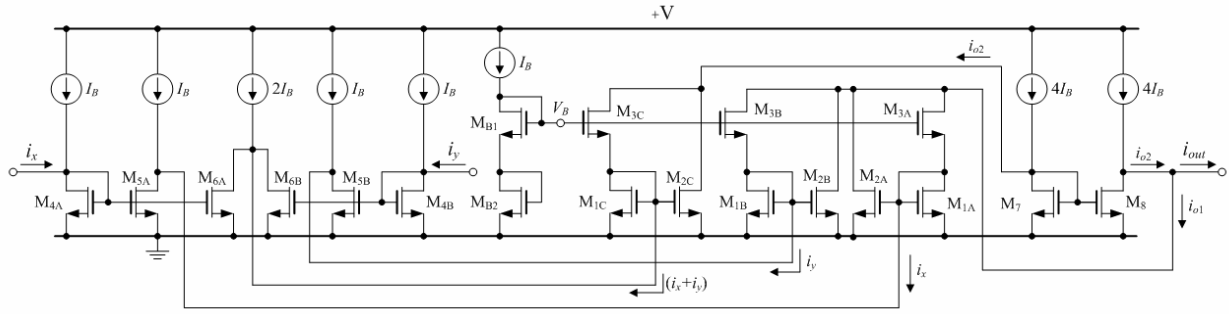 +V
i_o2
I_B I_B 2I_B I_B I_B I_B 4I_B 4I_B
M_B1 V_B M_3C M_3B M_3A
i_x i_y i_o2 i_out
M_4A M_5A M_6A M_6B M_5B M_4B M_B2 M_1C M_2C M_1B M_2B M_2A M_1A M_7 M_8
i_o1
i_y i_x
(i_x+i_y)